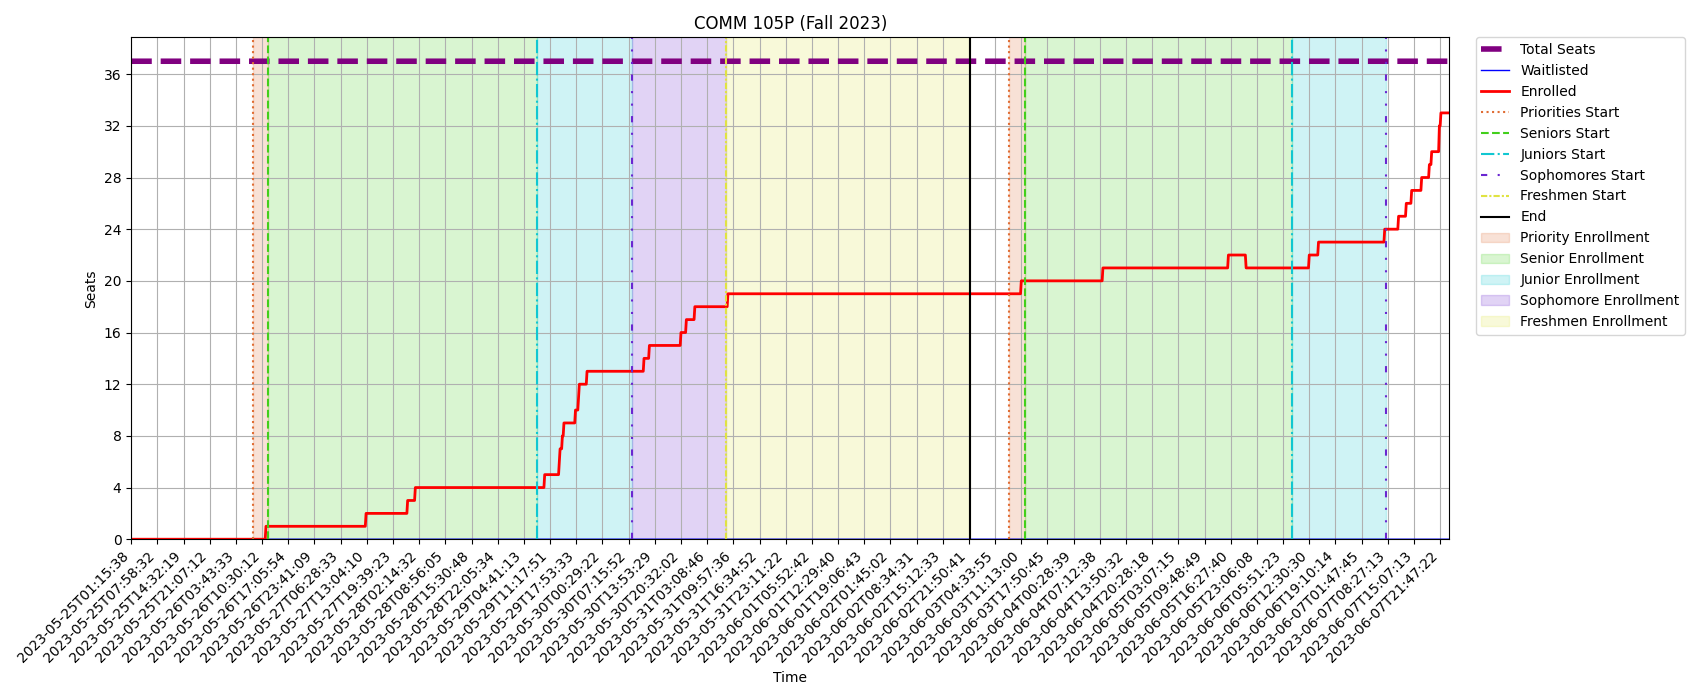 COMM 105P (Fall 2023)
Seats
36
32
28
24
20
16
12
8
4
0
2023-05-25T01:15:38
2023-05-25T07:58:32
2023-05-25T14:32:19
2023-05-25T21:07:12
2023-05-26T03:43:33
2023-05-26T10:30:12
2023-05-26T17:05:54
2023-05-26T23:41:09
2023-05-27T06:28:33
2023-05-27T13:04:10
2023-05-27T19:39:23
2023-05-28T02:14:32
2023-05-28T08:56:05
2023-05-28T15:30:48
2023-05-28T22:05:34
2023-05-29T04:41:13
2023-05-29T11:17:51
2023-05-29T17:53:33
2023-05-30T00:29:22
2023-05-30T07:15:52
2023-05-30T13:53:29
2023-05-30T20:32:02
2023-05-31T03:08:46
2023-05-31T09:57:36
2023-05-31T16:34:52
2023-05-31T23:11:22
2023-06-01T05:52:42
2023-06-01T12:29:40
2023-06-01T19:06:43
2023-06-02T01:45:02
2023-06-02T08:34:31
2023-06-02T15:12:33
2023-06-02T21:50:41
2023-06-03T04:33:55
2023-06-03T11:13:00
2023-06-03T17:50:45
2023-06-04T00:28:39
2023-06-04T07:12:38
2023-06-04T13:50:32
2023-06-04T20:28:18
2023-06-05T03:07:15
2023-06-05T09:48:49
2023-06-05T16:27:40
2023-06-05T23:06:08
2023-06-06T05:51:23
2023-06-06T12:30:30
2023-06-06T19:10:14
2023-06-07T01:47:45
2023-06-07T08:27:13
2023-06-07T15:07:13
2023-06-07T21:47:22
Time
Total Seats
Waitlisted
Enrolled
Priorities Start
Seniors Start
Juniors Start
Sophomores Start
Freshmen Start
End
Priority Enrollment
Senior Enrollment
Junior Enrollment
Sophomore Enrollment
Freshmen Enrollment